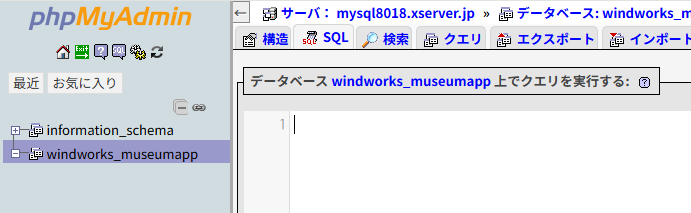 phpMyAdmin
最近 お気に入り
information_schema
windworks_museumapp
サーバ: mysql8018.xserver.jp » データベース: windworks_m
構造 SQL 検索 クエリ エクスポート インポート
データベース windworks_museumapp 上でクエリを実行する:
1